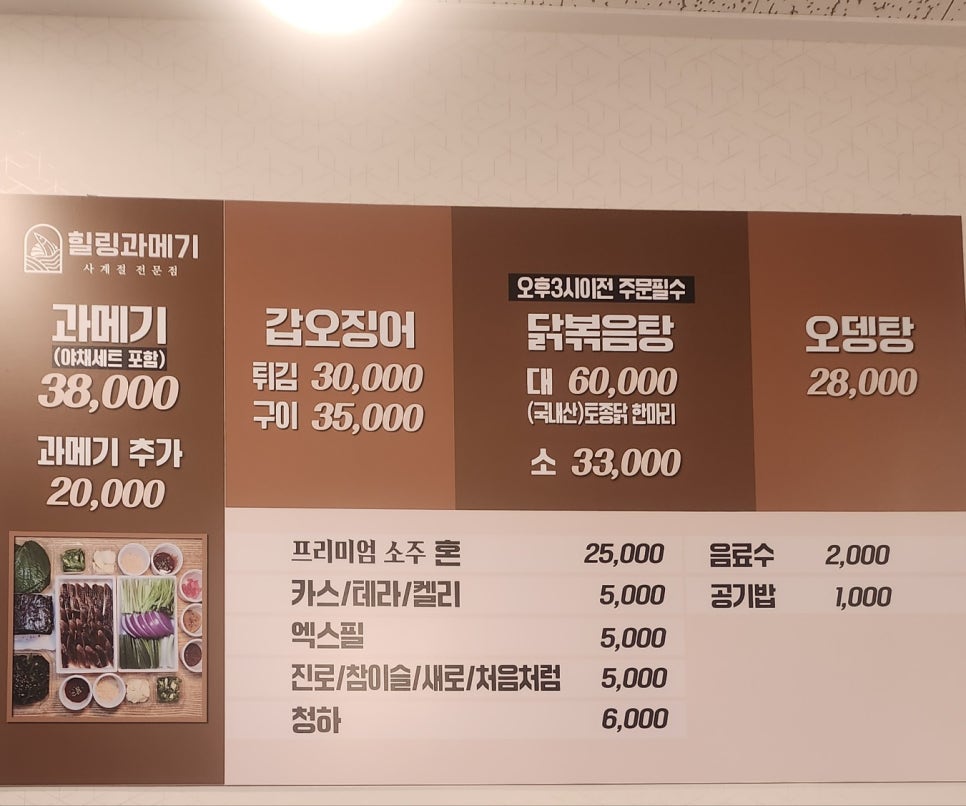 힐링과메기
사계절 전문점
과메기
(야채세트 포함)
38,000
과메기 추가
20,000
갑오징어
튀김 30,000
구이 35,000
오후3시이전 주문필수
닭볶음탕
대 60,000
(국내산)토종닭 한마리
소 33,000
오뎅탕
28,000
프리미엄 소주 혼 25,000
카스/테라/켈리 5,000
엑스필 5,000
진로/참이슬/새로/처음처럼 5,000
청하 6,000
음료수 2,000
공기밥 1,000